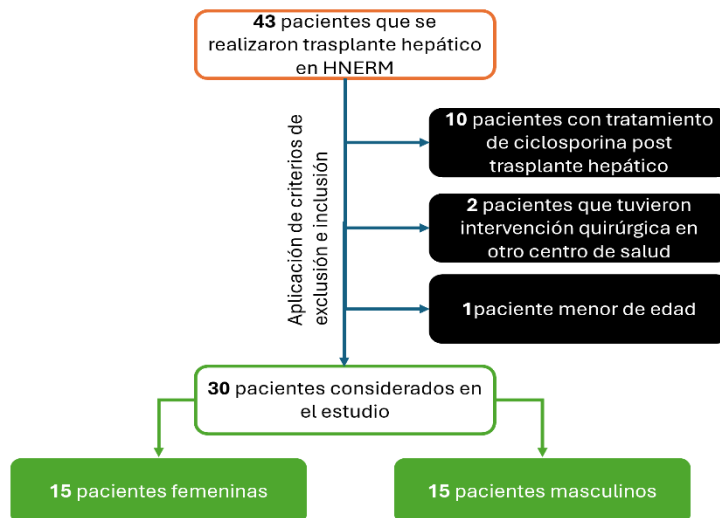 43 pacientes que se
realizaron trasplante hepático
en HNERM
Aplicación de criterios de
exclusión e inclusión
10 pacientes con tratamiento
de ciclosporina post
trasplante hepático
2 pacientes que tuvieron
intervención quirúrgica en
otro centro de salud
1paciente menor de edad
30 pacientes considerados en
el estudio
15 pacientes femeninas
15 pacientes masculinos